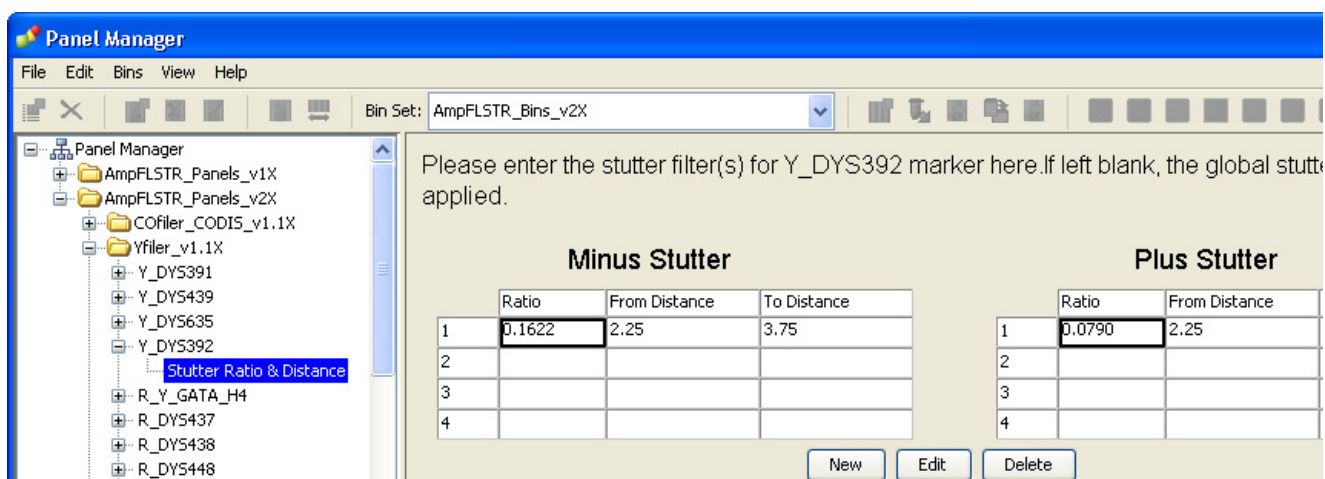 Panel Manager
File Edit Bins View Help
Bin Set: AmpFLSTR_Bins_v2X
Panel Manager
AmpFLSTR_Panels_v1X
AmpFLSTR_Panels_v2X
COfiler_CODIS_v1.1X
Yfiler_v1.1X
Y_DYS391
Y_DYS439
Y_DYS635
Y_DYS392
Stutter Ratio & Distance
R_Y_GATA_H4
R_DYS437
R_DYS438
R_DYS448
Please enter the stutter filter(s) for Y_DYS392 marker here.If left blank, the global stutte
applied.
Minus Stutter
Ratio From Distance To Distance
1 0.1622 2.25 3.75
2
3
4
Plus Stutter
Ratio From Distance
1 0.0790 2.25
2
3
4
New Edit Delete